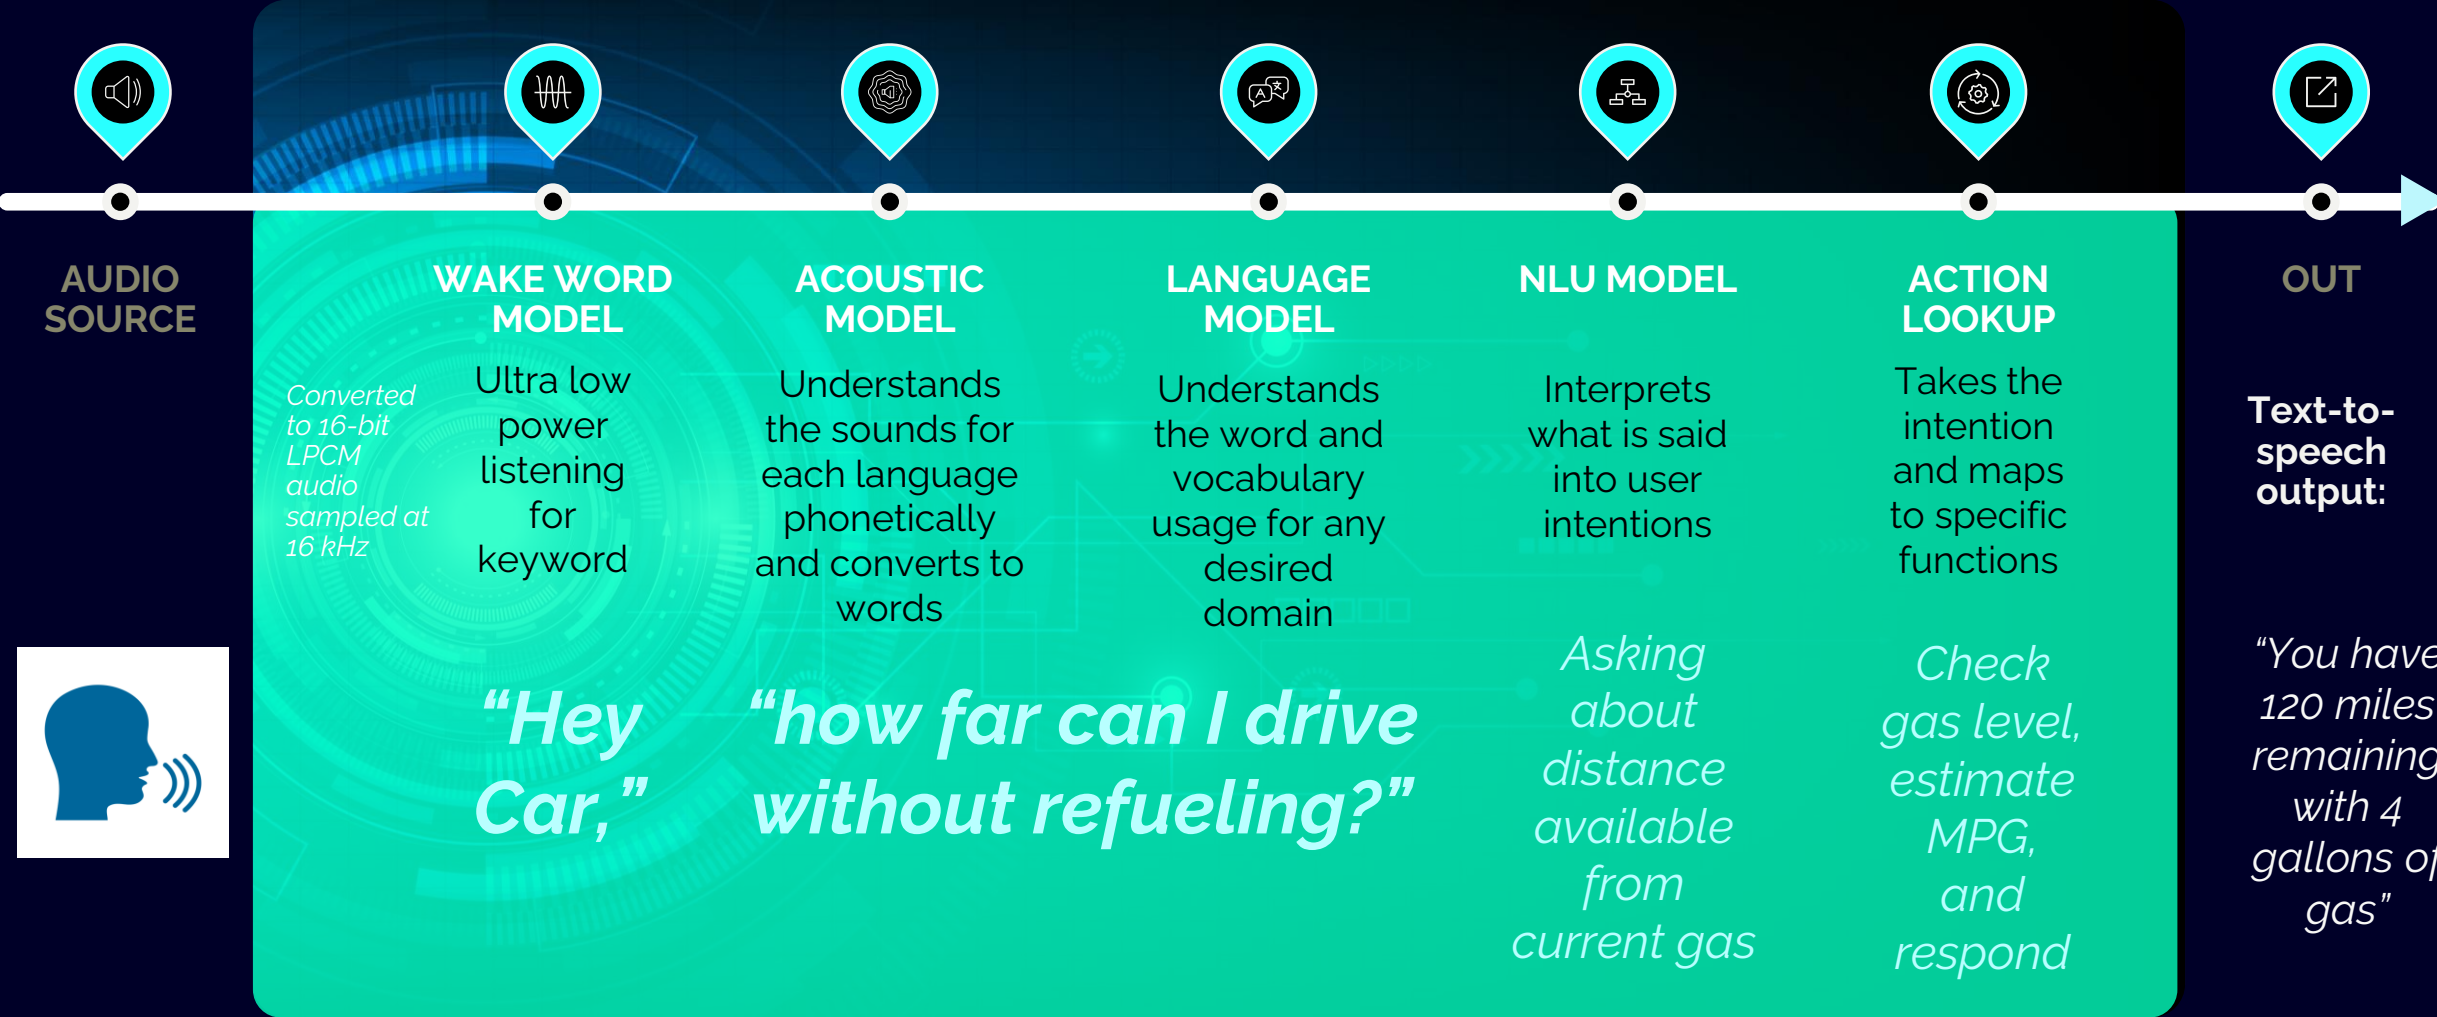 AUDIO
SOURCE
Converted
to 16-bit
LPCM
audio
sampled at
16 kHz
WAKE WORD
MODEL
Ultra low
power
listening
for
keyword
“Hey
Car,”
ACOUSTIC
MODEL
Understands
the sounds for
each language
phonetically
and converts to
words
LANGUAGE
MODEL
Understands
the word and
vocabulary
usage for any
desired
domain
“how far can I drive
without refueling?”
NLU MODEL
Interprets
what is said
into user
intentions
Asking
about
distance
available
from
current gas
ACTION
LOOKUP
Takes the
intention
and maps
to specific
functions
Check
gas level,
estimate
MPG,
and
respond
OUT
Text-to-
speech
output:
“You have
120 miles
remaining
with 4
gallons of
gas”